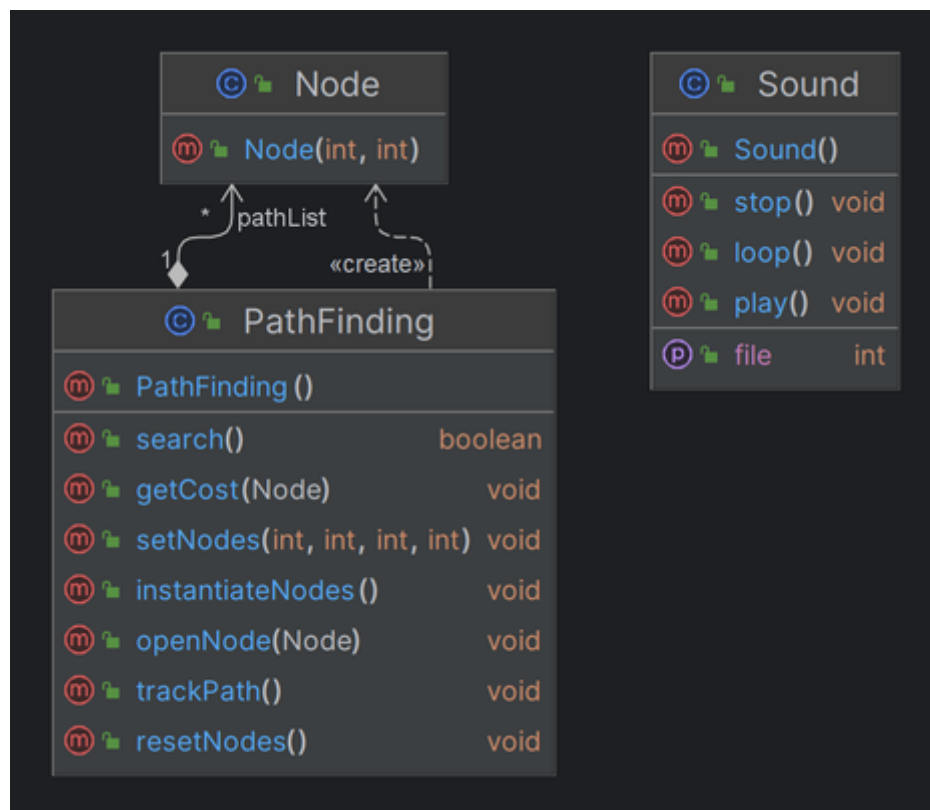 Node
Node(int, int)
* pathList
1
«create»
PathFinding
PathFinding()
search() boolean
getCost(Node) void
setNodes(int, int, int, int) void
instantiateNodes() void
openNode(Node) void
trackPath() void
resetNodes() void
Sound
Sound()
stop() void
loop() void
play() void
file int